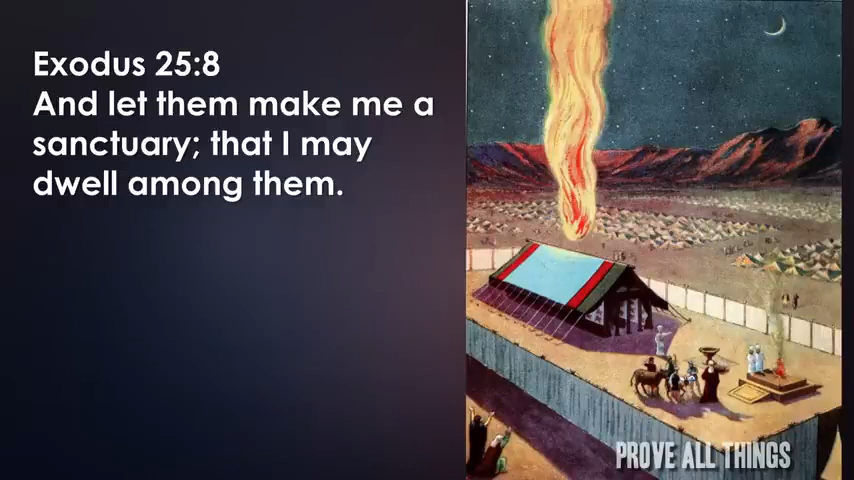 Exodus 25:8
And let them make me a
sanctuary; that I may
dwell among them.
PROVE ALL THINGS